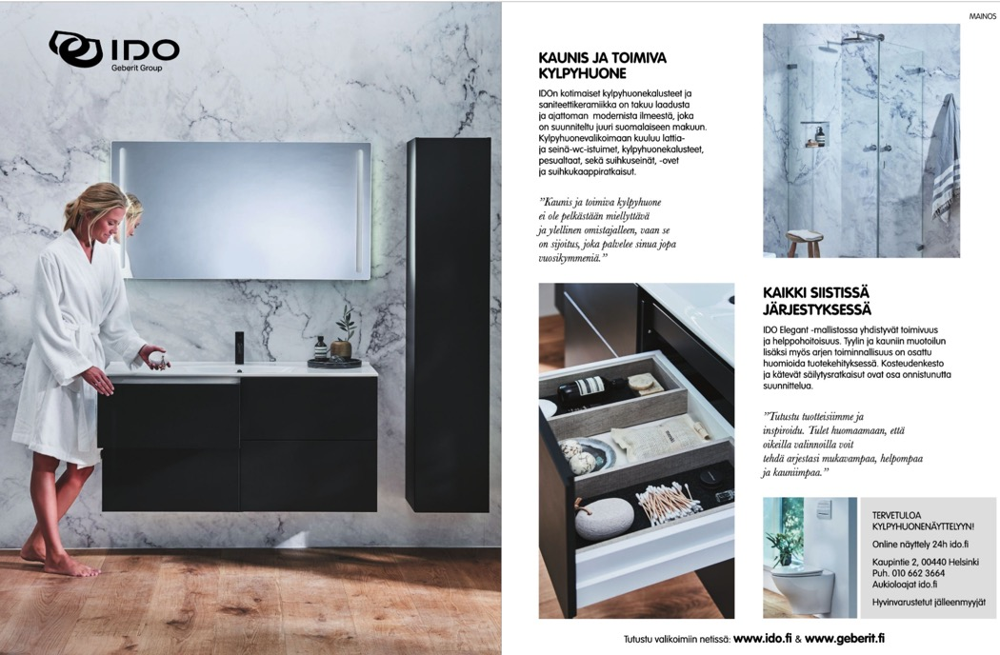 IDO
Geberit Group
MAINOS
KAUNIS JA TOIMIVA
KYLPYHUONE
IDOn kotimaiset kylpyhuonekalusteet ja
saniteettikeramiikka on takuu laadusta
ja ajattoman modernista ilmeestä, joka
on suunniteltu juuri suomalaiseen makuun.
Kylpyhuonevalikoimaan kuuluu lattia-
ja seinä-wc-istuimet, kylpyhuonekalusteet,
pesualtaat, sekä suihkuseinät, -ovet
ja suihkukaappiratkaisut.
”Kaunis ja toimiva kylpyhuone
ei ole pelkästään miellyttävä
ja ylellinen omistajalleen, vaan se
on sijoitus, joka palvelee sinua jopa
vuosikymmeniä.”
KAIKKI SIISTISSÄ
JÄRJESTYKSESSÄ
IDO Elegant -mallistossa yhdistyvät toimivuus
ja helppohoitoisuus. Tyylin ja kauniin muotoilun
lisäksi myös arjen toiminnallisuus on osattu
huomioida tuotekehityksessä. Kosteudenkesto
ja kätevät säilytysratkaisut ovat osa onnistunutta
suunnittelua.
”Tutustu tuotteisiimme ja
inspiroidu. Tulet huomaamaan, että
oikeilla valinnoilla voit
tehdä arjestasi mukavampaa, helpompaa
ja kauniimpaa.”
TERVETULOA
KYLPYHUONENÄYTTELYYN!
Online näyttely 24h ido.fi
Kaupintie 2, 00440 Helsinki
Puh. 010 662 3664
Aukioloajat ido.fi
Hyvinvarustetut jälleenmyyjät
Tutustu valikoimiin netissä: www.ido.fi & www.geberit.fi